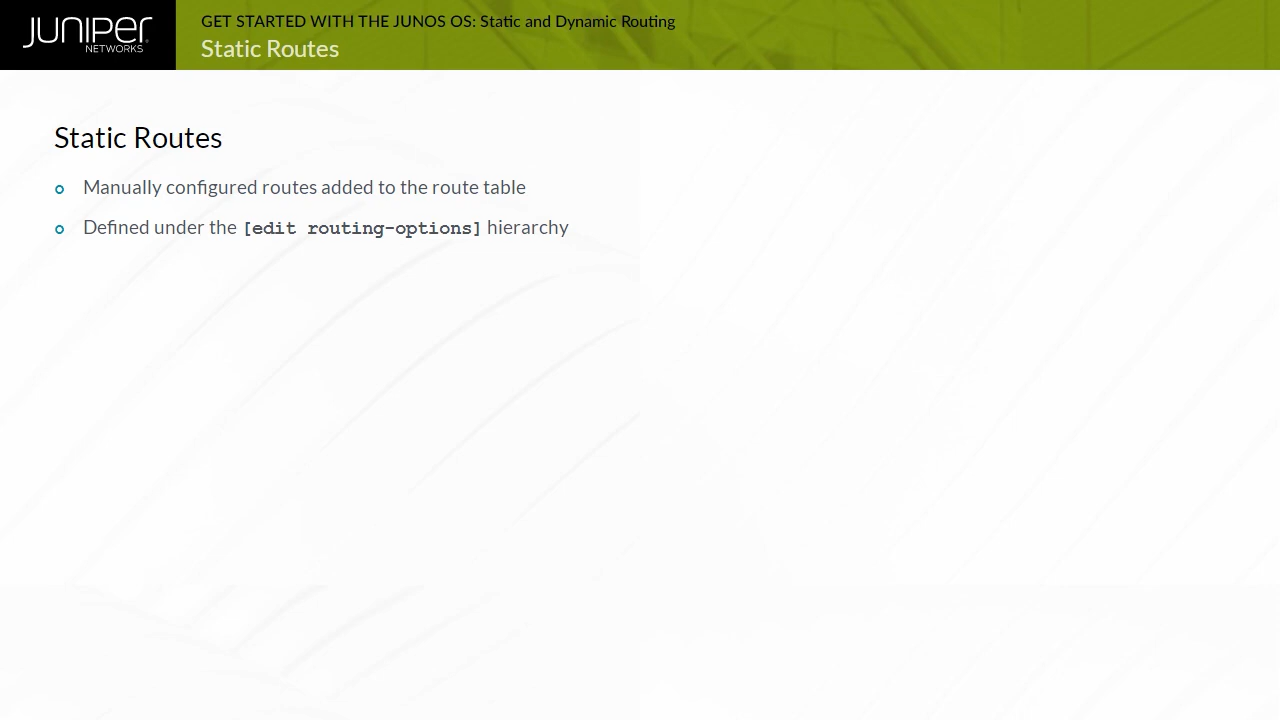 JUNIPER
NETWORKS
GET STARTED WITH THE JUNOS OS: Static and Dynamic Routing
Static Routes
Static Routes
Manually configured routes added to the route table
Defined under the [edit routing-options] hierarchy